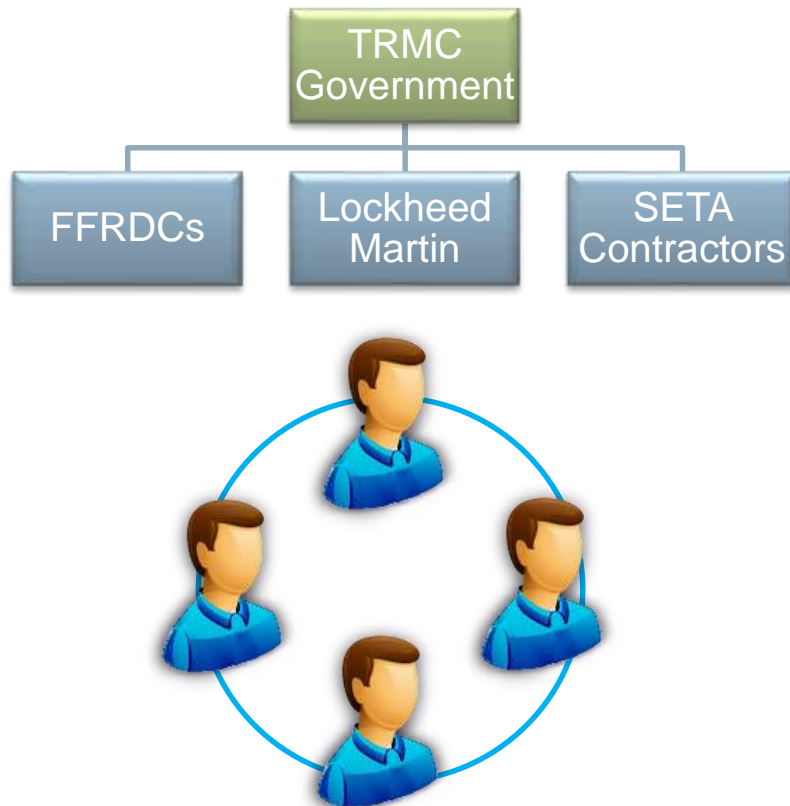 TRMC
Government
FFRDCs
Lockheed
Martin
SETA
Contractors